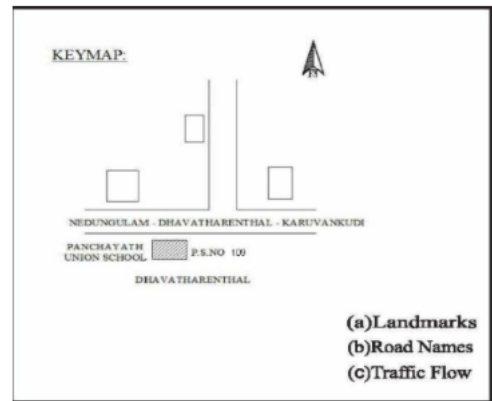 KEYMAP:
N
NEDUNGULAM - DHAVATHARENTHAL - KARUVANKUDI
PANCHAYATH
UNION SCHOOL
P.S.NO 109
DHAVATHARENTHAL
(a)Landmarks
(b)Road Names
(c)Traffic Flow